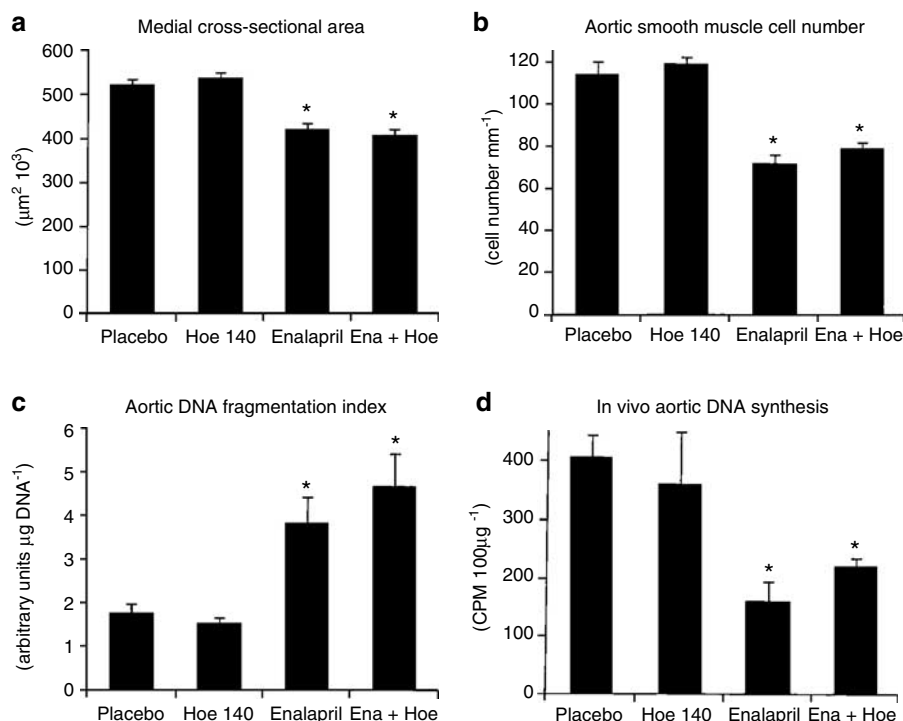 a Medial cross-sectional area
600
500
400
300
200
100
0
(μm² 10³)
* *
Placebo Hoe 140 Enalapril Ena + Hoe
b Aortic smooth muscle cell number
120
100
80
60
40
20
0
(cell number mm⁻¹)
* *
Placebo Hoe 140 Enalapril Ena + Hoe
c Aortic DNA fragmentation index
6
5
4
3
2
1
0
(arbitrary units μg DNA⁻¹)
* *
Placebo Hoe 140 Enalapril Ena + Hoe
d In vivo aortic DNA synthesis
400
300
200
100
0
(CPM 100μg ⁻¹)
* *
Placebo Hoe 140 Enalapril Ena + Hoe